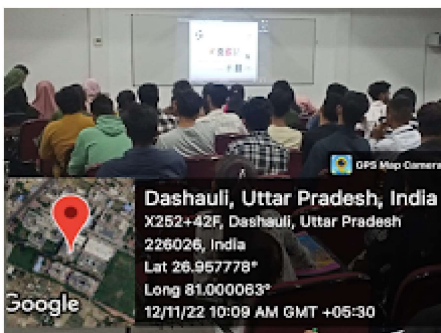 GPS Map Camera
Dashauli, Uttar Pradesh, India
X252+42F, Dashauli, Uttar Pradesh
226026, India
Lat 26.957778°
Long 81.000063°
12/11/22 10:09 AM GMT +05:30
Google